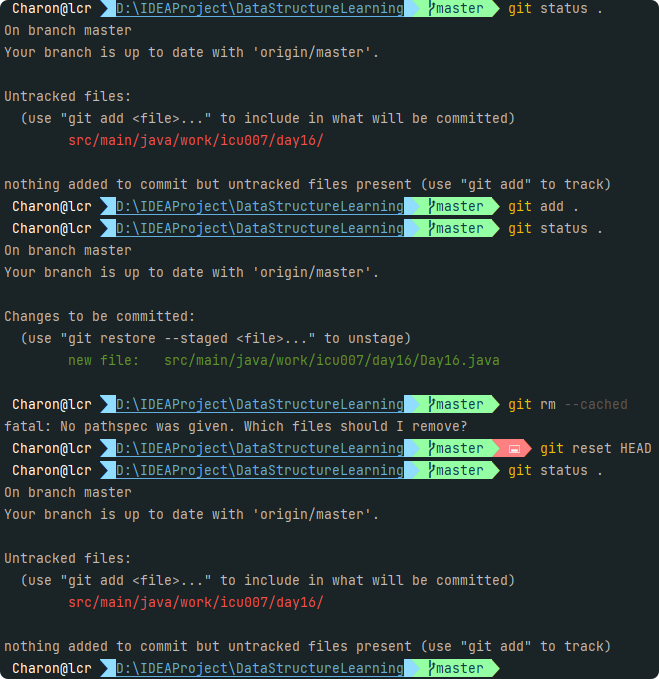 Charon@lcr D:\IDEAProject\DataStructureLearning master git status .
On branch master
Your branch is up to date with 'origin/master'.
Untracked files:
(use "git add <file>..." to include in what will be committed)
src/main/java/work/icu007/day16/
nothing added to commit but untracked files present (use "git add" to track)
Charon@lcr D:\IDEAProject\DataStructureLearning master git add .
Charon@lcr D:\IDEAProject\DataStructureLearning master git status .
On branch master
Your branch is up to date with 'origin/master'.
Changes to be committed:
(use "git restore --staged <file>..." to unstage)
new file:   src/main/java/work/icu007/day16/Day16.java
Charon@lcr D:\IDEAProject\DataStructureLearning master git rm --cached
fatal: No pathspec was given. Which files should I remove?
Charon@lcr D:\IDEAProject\DataStructureLearning master git reset HEAD
Charon@lcr D:\IDEAProject\DataStructureLearning master git status .
On branch master
Your branch is up to date with 'origin/master'.
Untracked files:
(use "git add <file>..." to include in what will be committed)
src/main/java/work/icu007/day16/
nothing added to commit but untracked files present (use "git add" to track)
Charon@lcr D:\IDEAProject\DataStructureLearning master